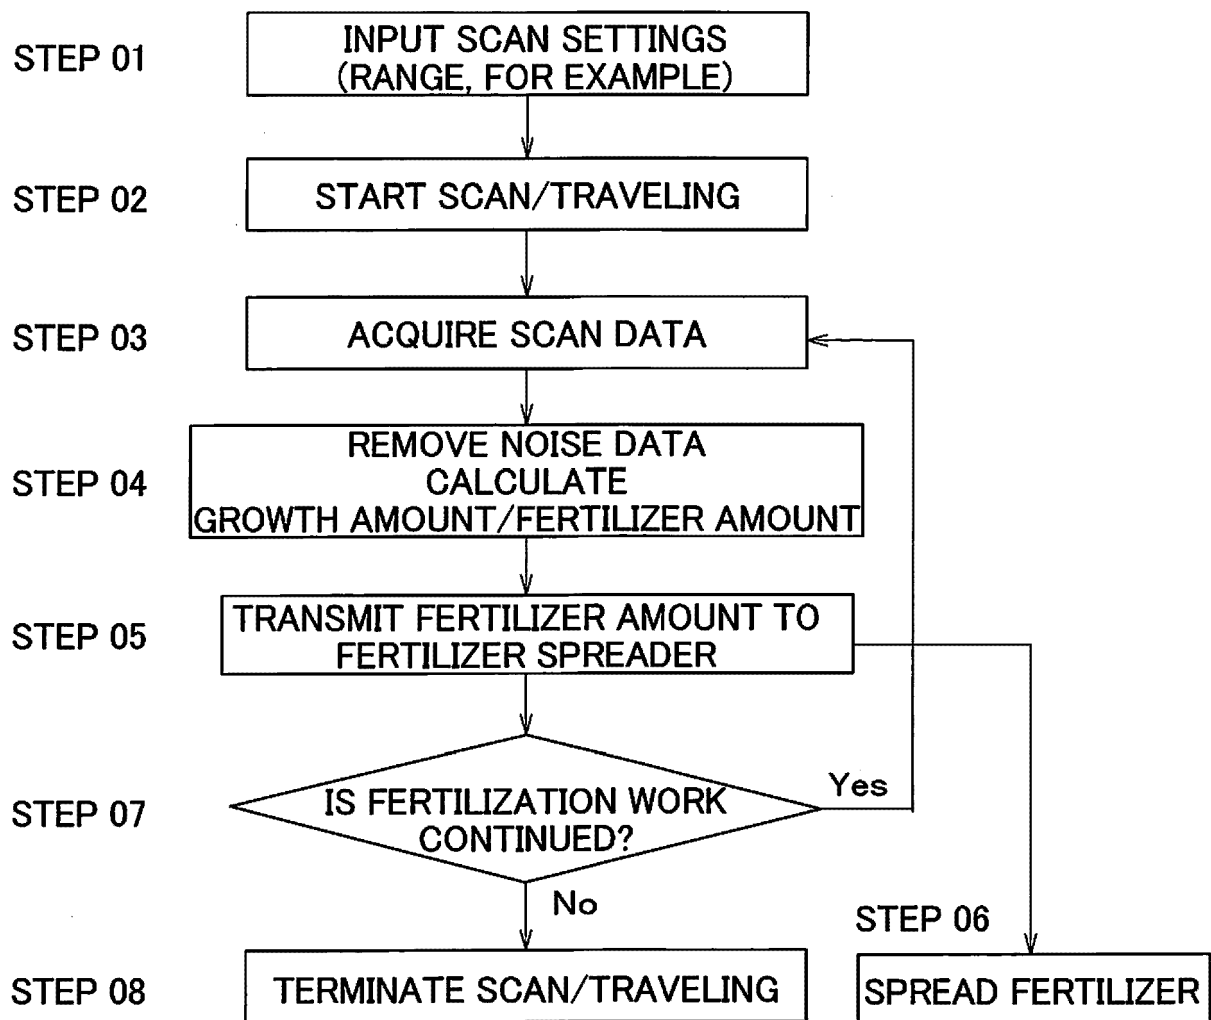 STEP 01
INPUT SCAN SETTINGS
(RANGE, FOR EXAMPLE)
STEP 02
START SCAN/TRAVELING
STEP 03
ACQUIRE SCAN DATA
STEP 04
REMOVE NOISE DATA
CALCULATE
GROWTH AMOUNT/FERTILIZER AMOUNT
STEP 05
TRANSMIT FERTILIZER AMOUNT TO
FERTILIZER SPREADER
STEP 07
IS FERTILIZATION WORK
CONTINUED?
Yes
No
STEP 06
SPREAD FERTILIZER
STEP 08
TERMINATE SCAN/TRAVELING